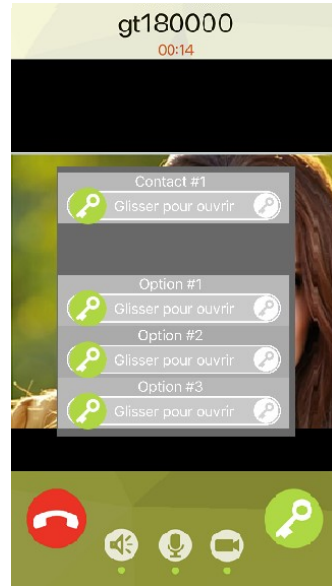 gt180000
00:14
Contact #1
Glisser pour ouvrir
Option #1
Glisser pour ouvrir
Option #2
Glisser pour ouvrir
Option #3
Glisser pour ouvrir